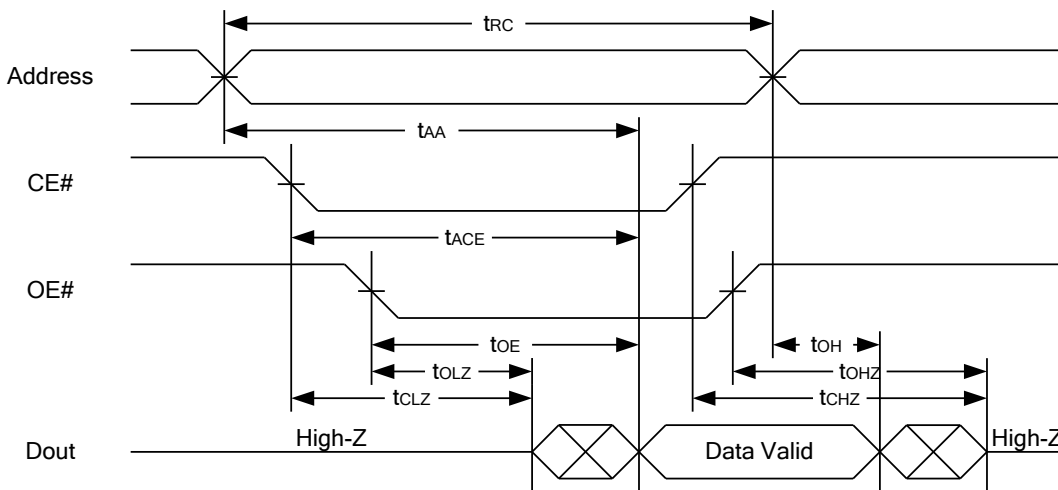 tRC
Address
tAA
CE#
tACE
OE#
tOE
tOH
tOLZ
tOHZ
tCLZ
tCHZ
Dout
High-Z
Data Valid
High-Z